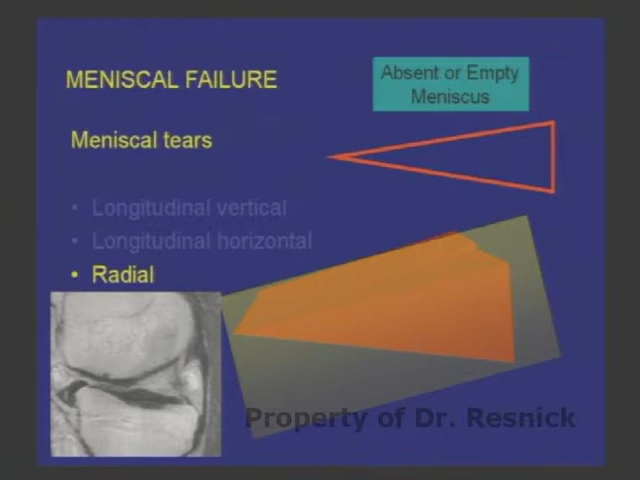 MENISCAL FAILURE
Absent or Empty
Meniscus
Meniscal tears
• Longitudinal vertical
• Longitudinal horizontal
• Radial
Property of Dr. Resnick